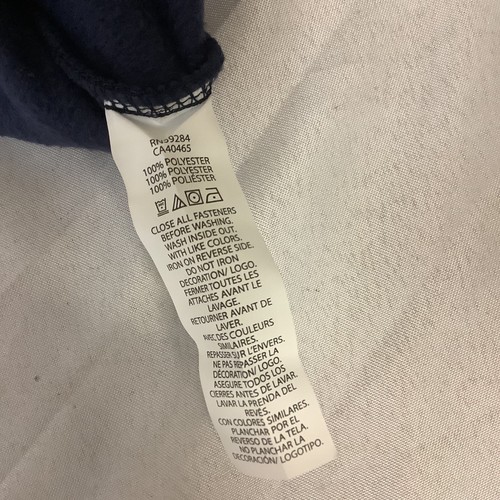 RN59284
CA40465
100% POLYESTER
100% POLYESTER
100% POLIÉSTER
CLOSE ALL FASTENERS
BEFORE WASHING.
WASH INSIDE OUT.
WITH LIKE COLORS.
IRON ON REVERSE SIDE.
DO NOT IRON
DECORATION/ LOGO.
FERMER TOUTES LES
ATTACHES AVANT LE
LAVAGE.
RETOURNER AVANT DE
LAVER.
AVEC DES COULEURS
SIMILAIRES.
REPASSER SUR L'ENVERS.
NE PAS REPASSER LA
DÉCORATION/ LOGO.
ASEGURE TODOS LOS
CIERRES ANTES DE LAVAR.
LAVAR LA PRENDA DEL
REVÉS.
CON COLORES SIMILARES.
PLANCHAR POR EL
REVERSO DE LA TELA.
NO PLANCHAR LA
DECORACIÓN/ LOGOTIPO.